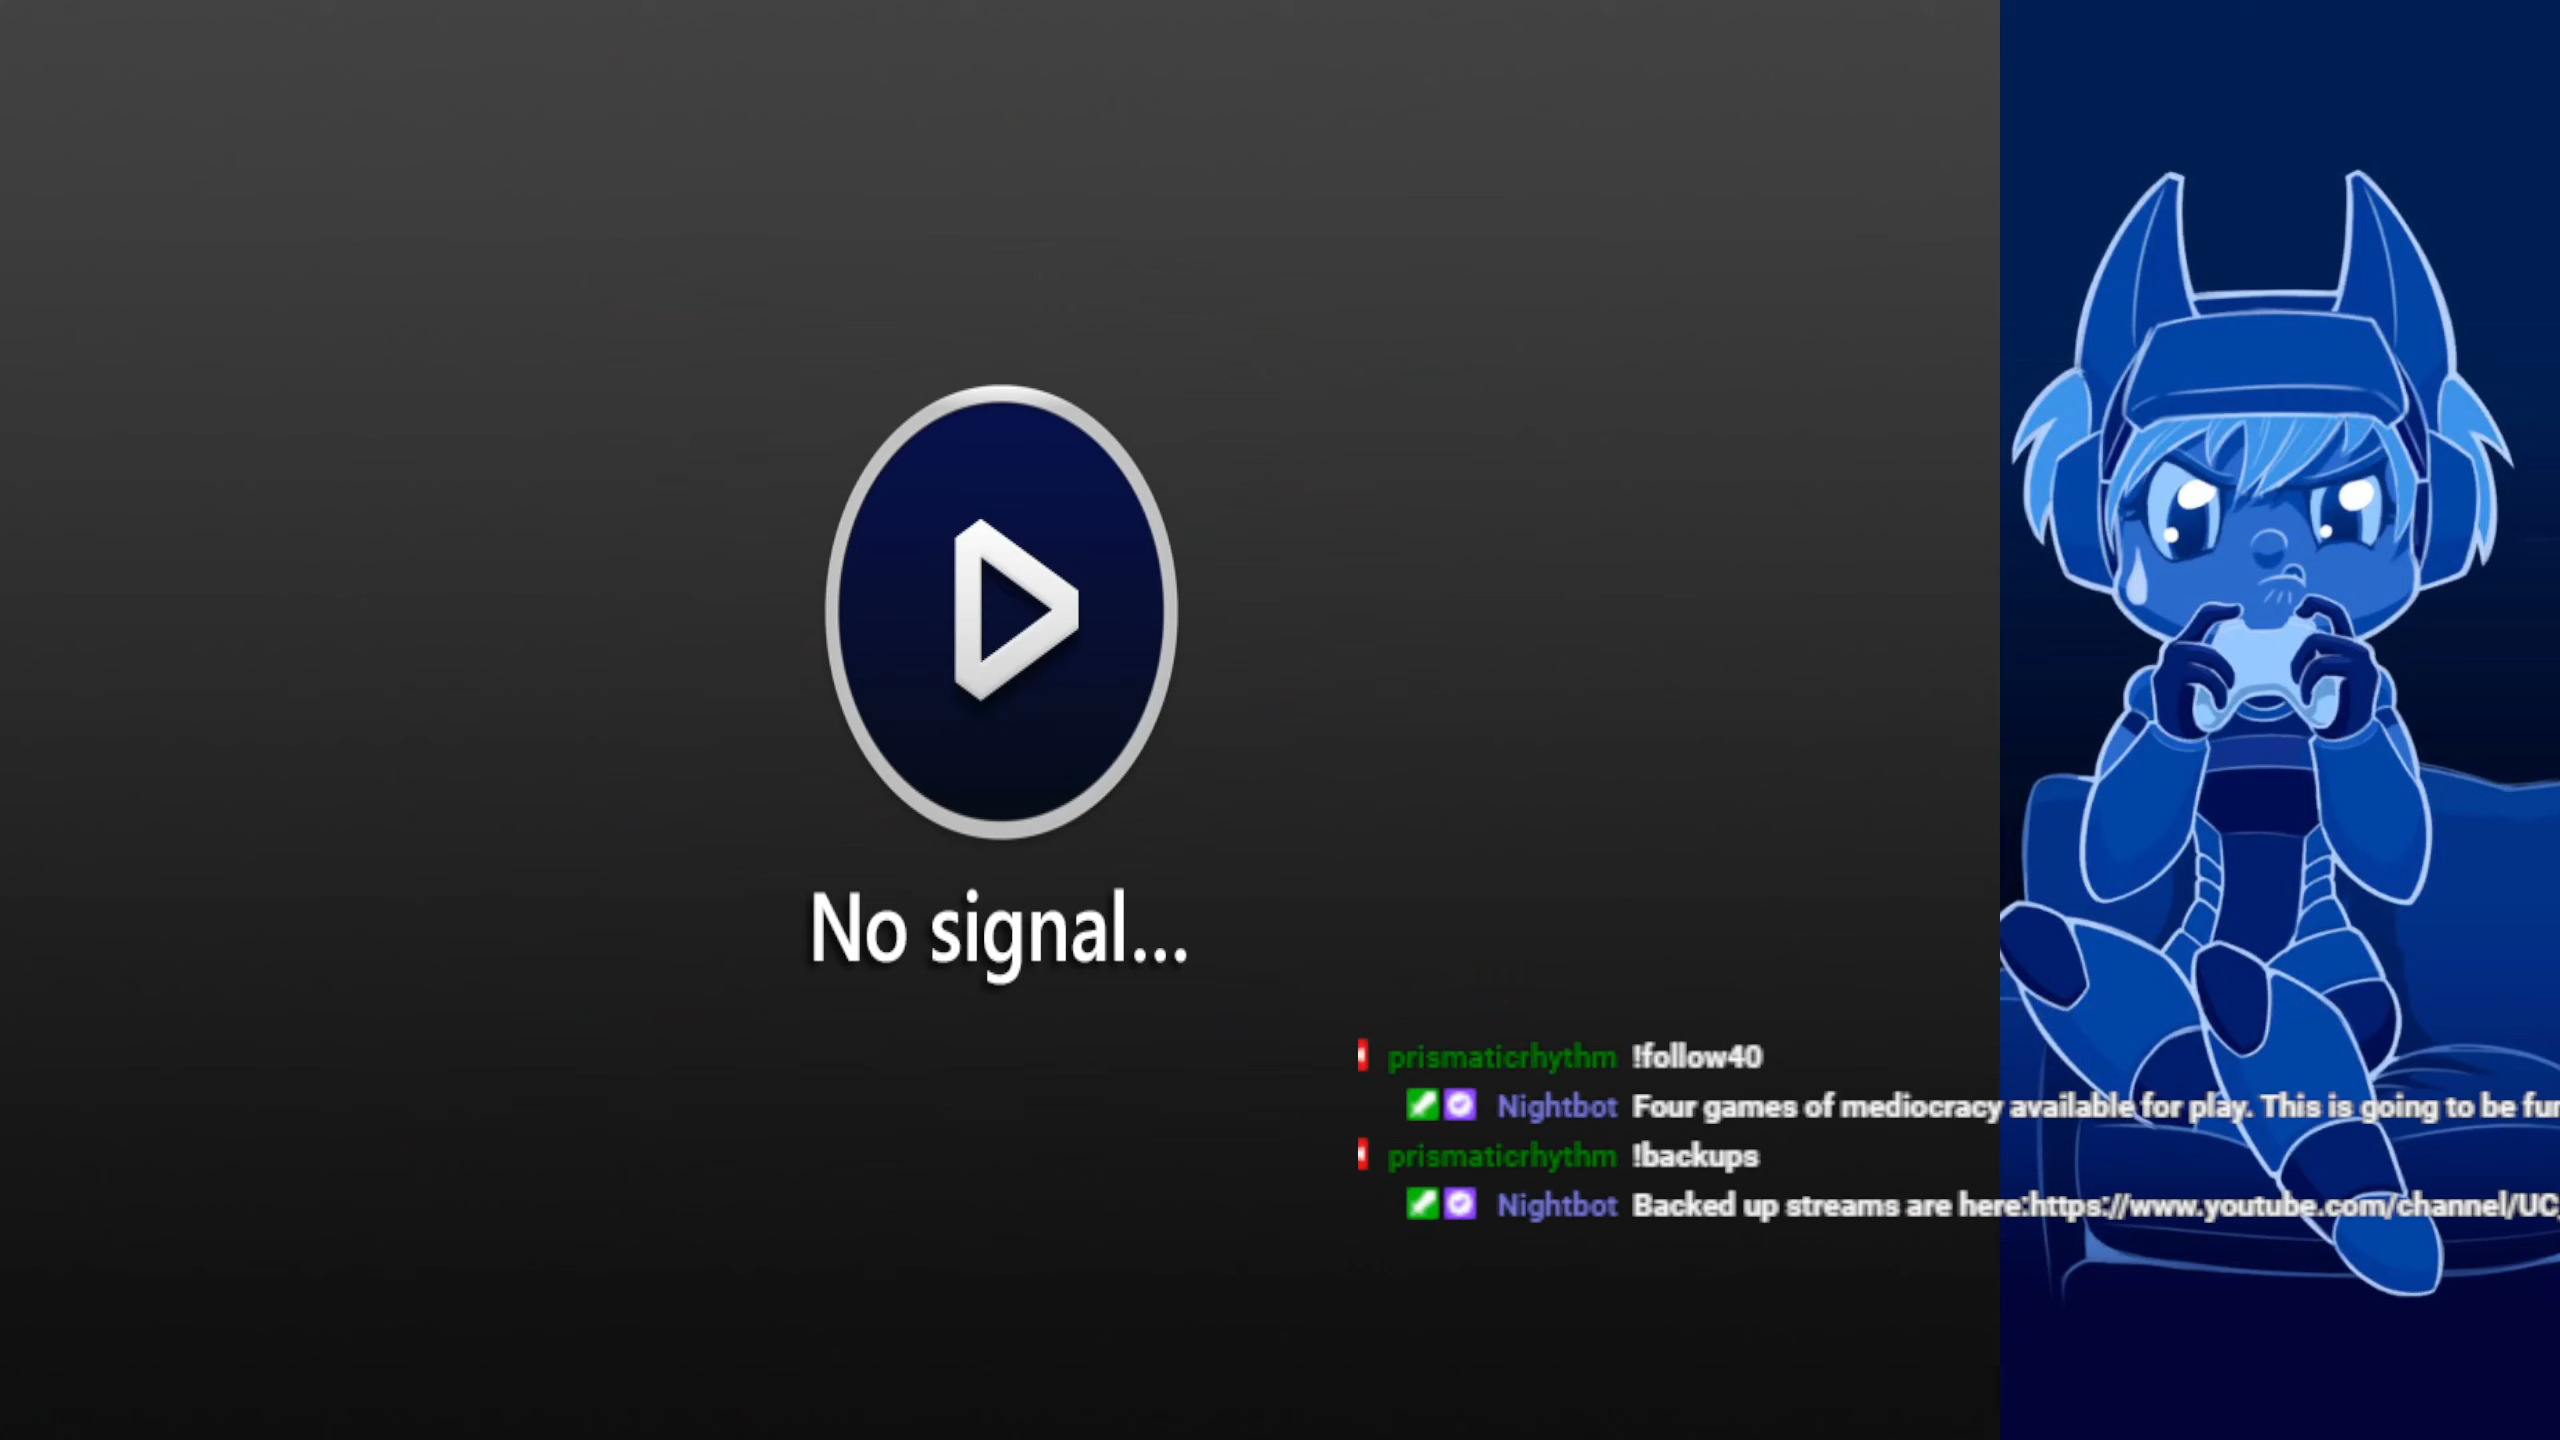 No signal...
prismaticrhythm !follow40
Nightbot Four games of mediocracy available for play. This is going to be fun
prismaticrhythm !backups
Nightbot Backed up streams are here:https://www.youtube.com/channel/UC